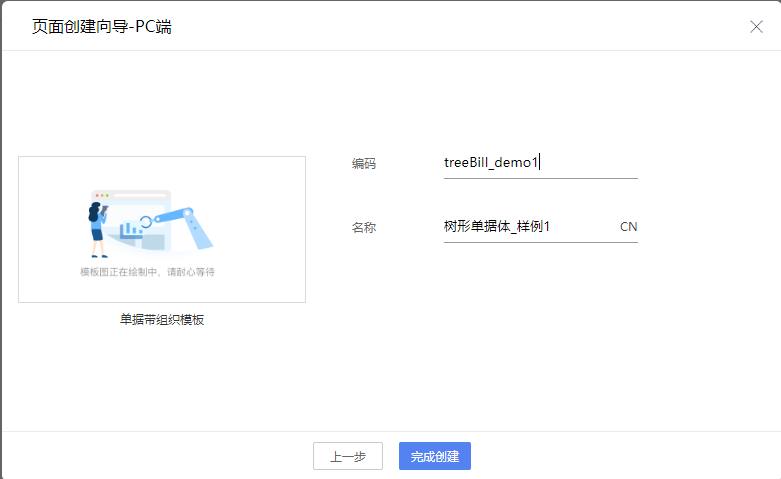 页面创建向导-PC端
编码
treeBill_demo1
名称
树形单据体_样例1
CN
模板图正在绘制中，请耐心等待
单据带组织模板
上一步
完成创建